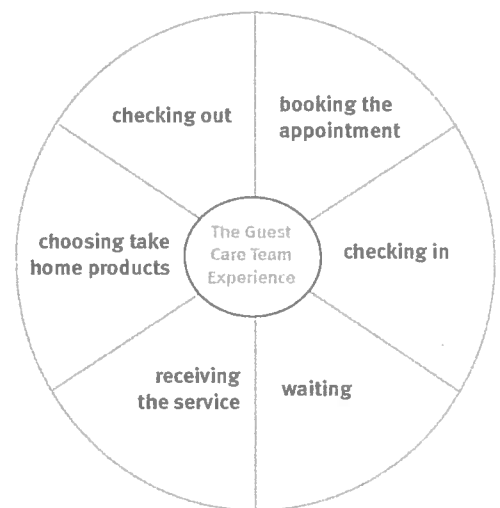 checking out
booking the
appointment
The Guest
Care Team
Experience
checking in
choosing take
home products
receiving
the service
waiting